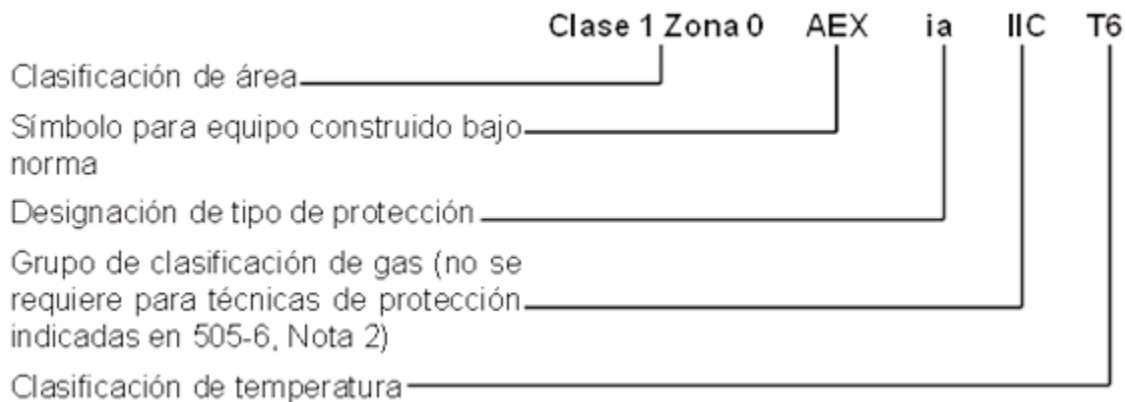 Clase 1 Zona 0 AEX ia IIC T6
Clasificación de área
Símbolo para equipo construido bajo
norma
Designación de tipo de protección
Grupo de clasificación de gas (no se
requiere para técnicas de protección
indicadas en 505-6, Nota 2)
Clasificación de temperatura